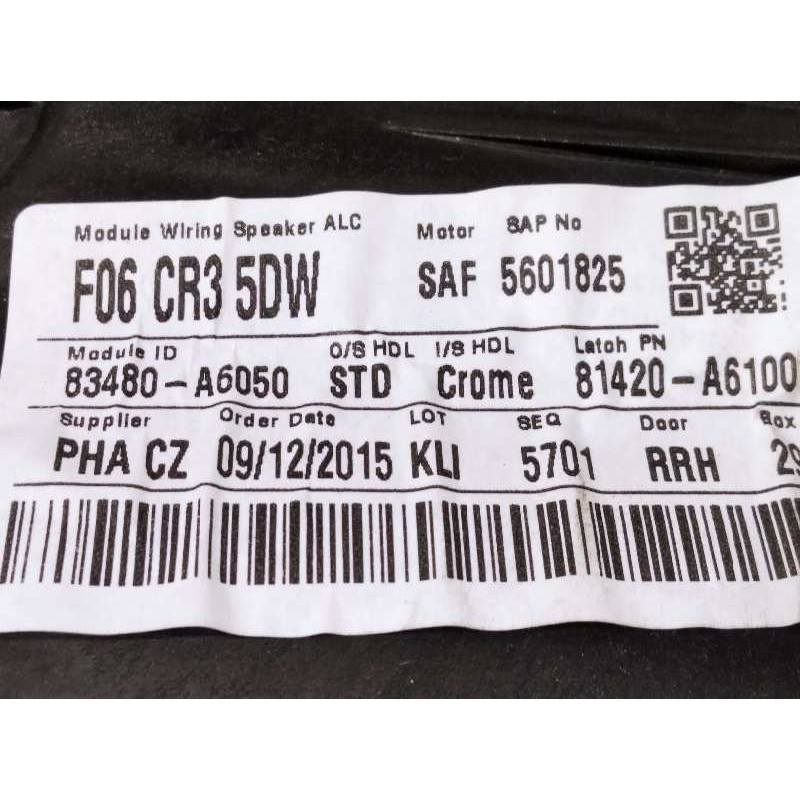 Module Wiring Speaker ALC Motor SAP No
F06 CR3 5DW SAF 5601825
Module ID O/S HDL I/S HDL Latch PN
83480-A6050 STD Crome 81420-A6100
Supplier Order Date LOT SEQ Door Box
PHA CZ 09/12/2015 KLI 5701 RRH 29